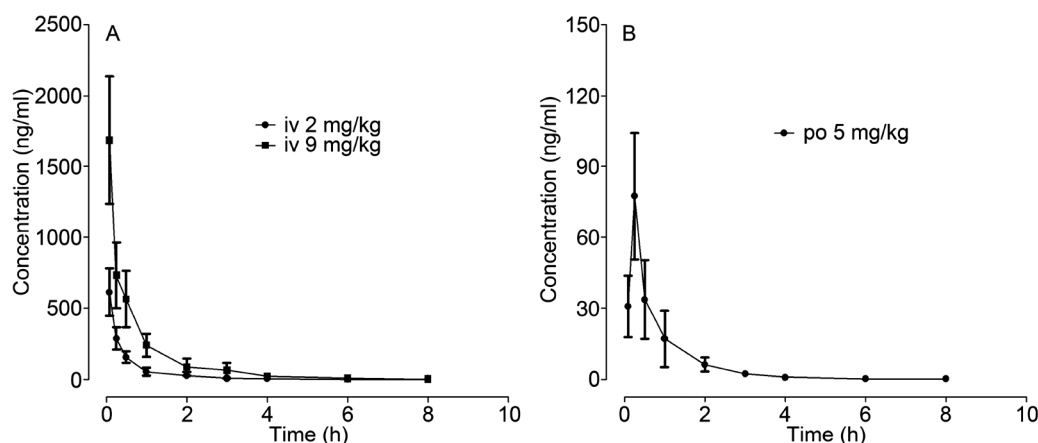 A
Concentration (ng/ml)
2500
2000
1500
1000
500
0
iv 2 mg/kg
iv 9 mg/kg
0 2 4 6 8 10
Time (h)
B
Concentration (ng/ml)
150
120
90
60
30
0
po 5 mg/kg
0 2 4 6 8 10
Time (h)